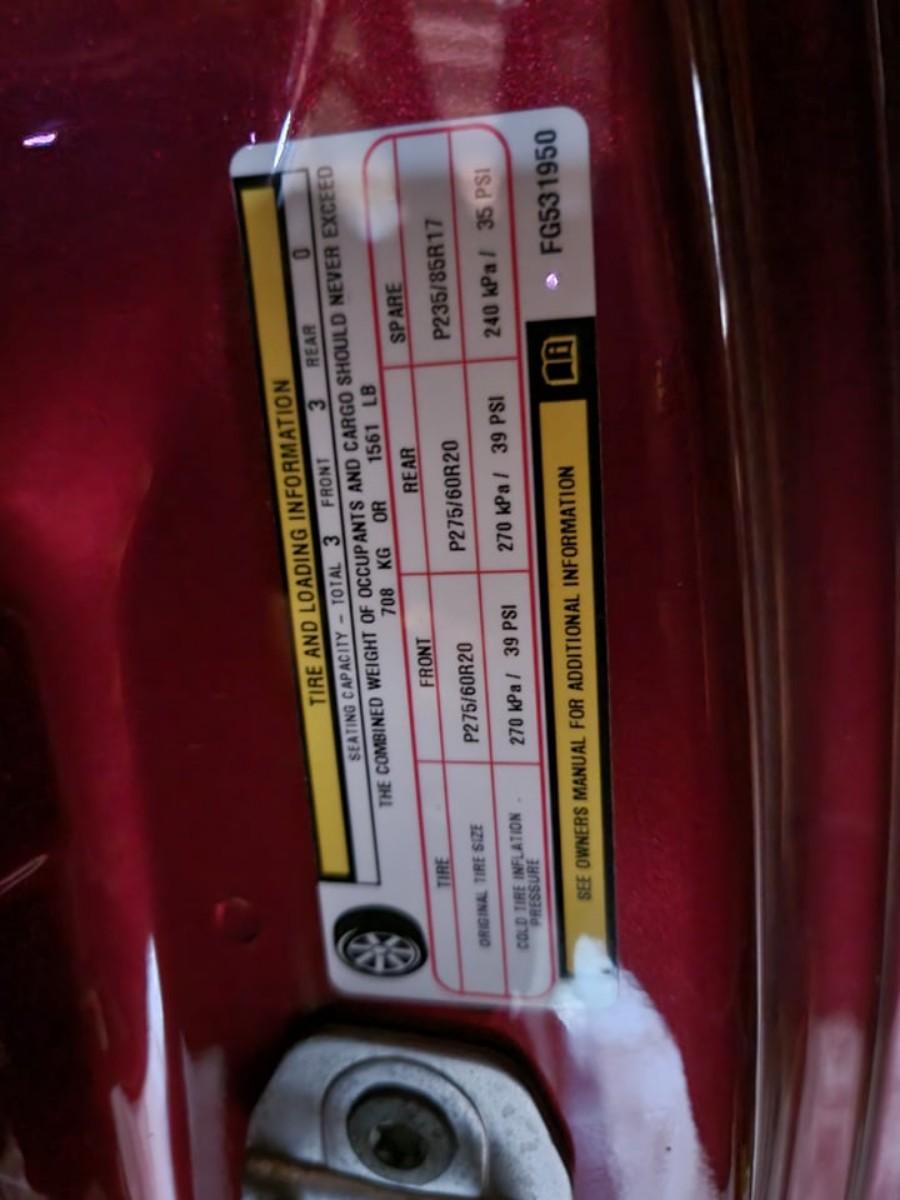 TIRE AND LOADING INFORMATION
SEATING CAPACITY – TOTAL 3 FRONT 3 REAR 0
THE COMBINED WEIGHT OF OCCUPANTS AND CARGO SHOULD NEVER EXCEED
708 KG OR 1561 LB
TIRE FRONT REAR SPARE
ORIGINAL TIRE SIZE P275/60R20 P275/60R20 P235/85R17
COLD TIRE INFLATION PRESSURE 270 kPa/ 39 PSI 270 kPa/ 39 PSI 240 kPa/ 35 PSI
SEE OWNERS MANUAL FOR ADDITIONAL INFORMATION FG531950